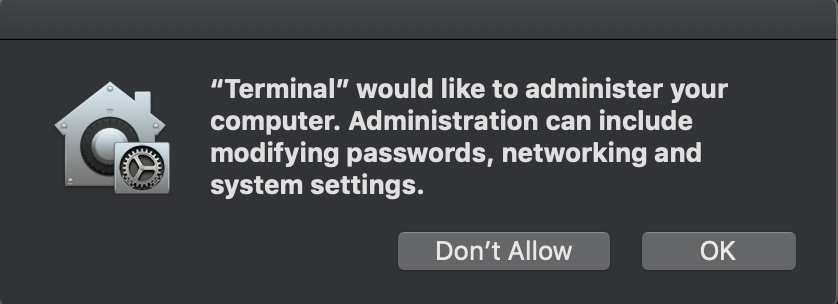 “Terminal” would like to administer your
computer. Administration can include
modifying passwords, networking and
system settings.
Don’t Allow
OK